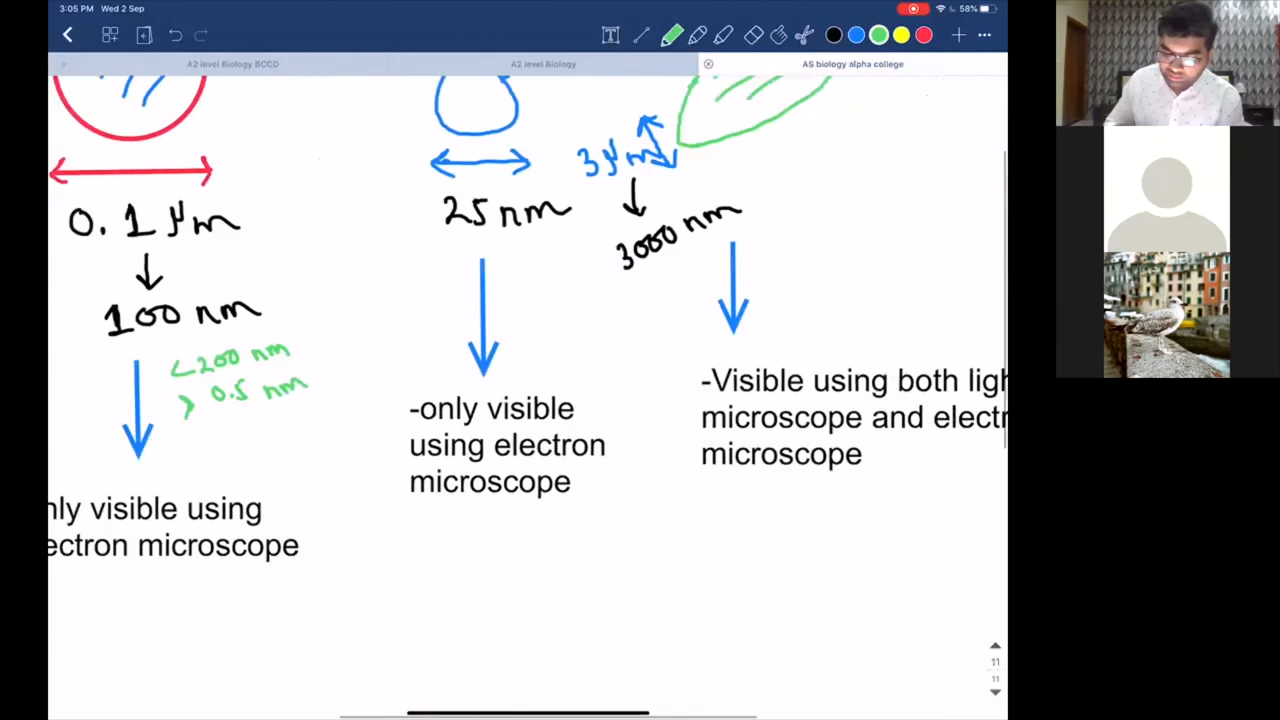 3:05 PM Wed 2 Sep
58%
A2 level Biology BCCD
A2 level Biology
AS biology alpha college
3 µm
0.1 µm
25 nm
3000 nm
100 nm
<200 nm
> 0.5 nm
-Visible using both ligh
microscope and electr
microscope
-only visible
using electron
microscope
nly visible using
ectron microscope
11
11